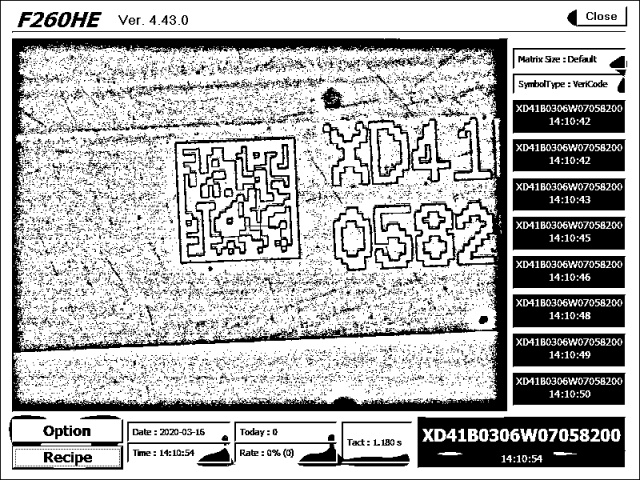 F260HE Ver. 4.43.0
Close
XD41
0582
Matrix Size : Default
SymbolType : VeriCode
XD41B0306W07058200
14:10:42
XD41B0306W07058200
14:10:42
XD41B0306W07058200
14:10:43
XD41B0306W07058200
14:10:45
XD41B0306W07058200
14:10:46
XD41B0306W07058200
14:10:48
XD41B0306W07058200
14:10:49
XD41B0306W07058200
14:10:50
Option
Recipe
Date : 2020-03-16
Time : 14:10:54
Today : 0
Rate : 0% (0)
Tact : 1.180 s
XD41B0306W07058200
14:10:54